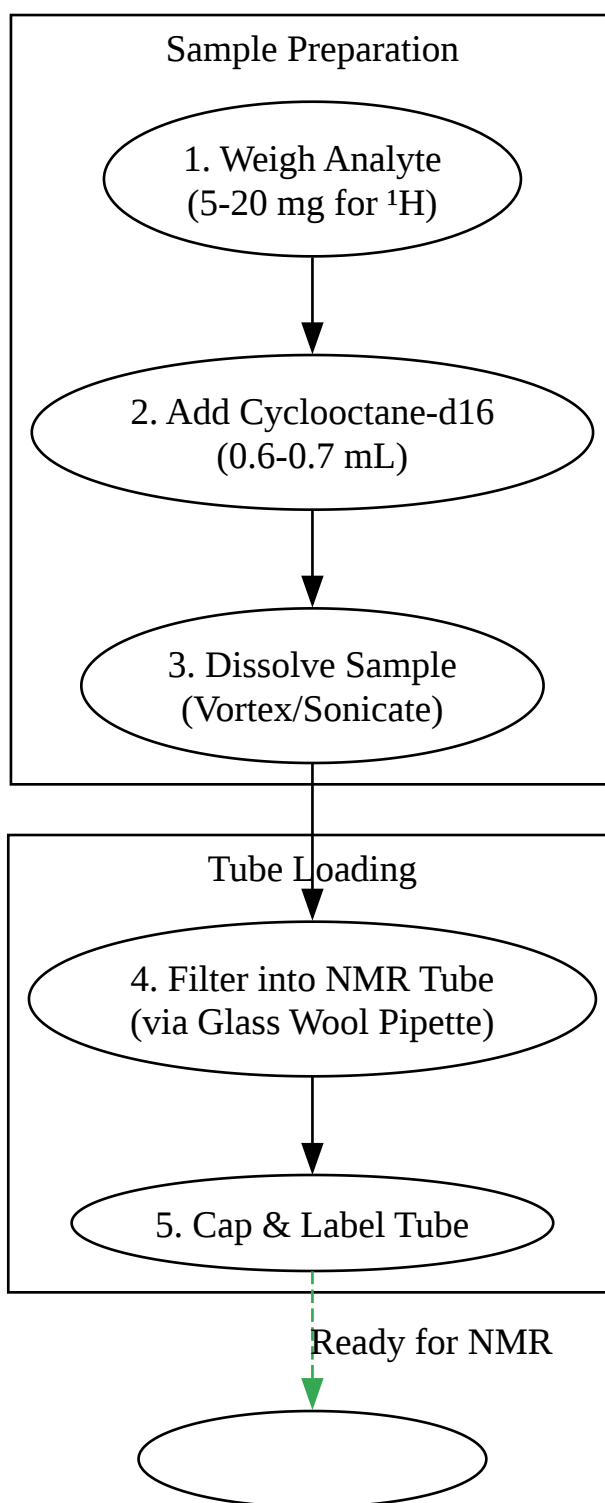 Sample Preparation
1. Weigh Analyte
(5-20 mg for ¹H)
2. Add Cyclooctane-d16
(0.6-0.7 mL)
3. Dissolve Sample
(Vortex/Sonicate)
Tube Loading
4. Filter into NMR Tube
(via Glass Wool Pipette)
5. Cap & Label Tube
Ready for NMR